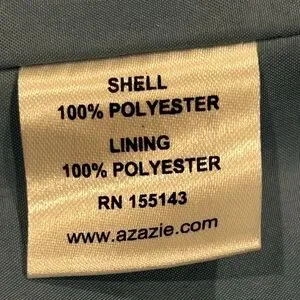 SHELL
100% POLYESTER
LINING
100% POLYESTER
RN 155143
www.azazie.com